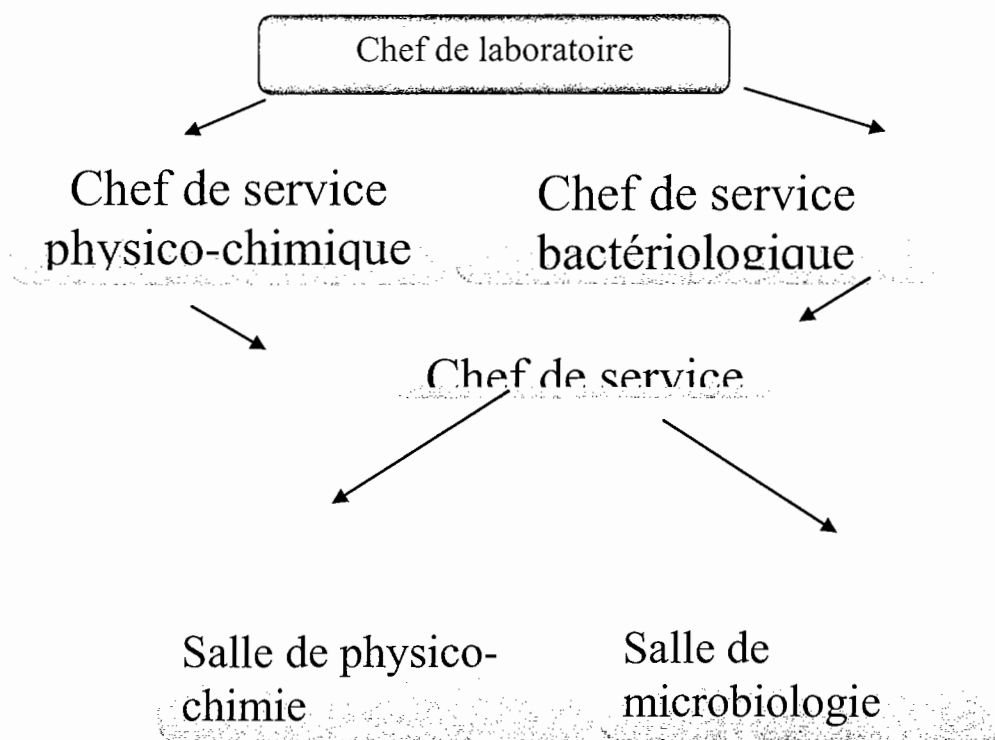 Chef de laboratoire
Chef de service
physico-chimique
Chef de service
bactériologique
Chef de service
Salle de physico-
chimie
Salle de
microbiologie